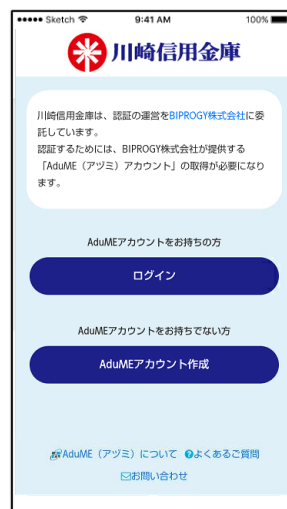 ●●●●● Sketch 9:41 AM 100%
川崎信用金庫
川崎信用金庫は、認証の運営をBIPROGY株式会社に委
託しています。
認証するためには、BIPROGY株式会社が提供する
「AduME（アヅミ）アカウント」の取得が必要になり
ます。
AduMEアカウントをお持ちの方
ログイン
AduMEアカウントをお持ちでない方
AduMEアカウント作成
AduME（アヅミ）について ?よくあるご質問
お問い合わせ